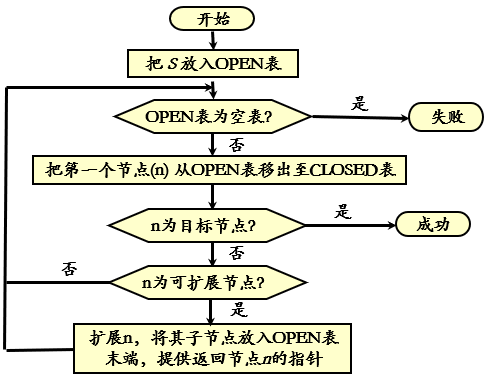 开始
把 S 放入OPEN表
OPEN表为空表?
是
失败
否
把第一个节点(n) 从OPEN表移出至CLOSED表
n为目标节点?
是
成功
否
n为可扩展节点?
否
是
扩展n，将其子节点放入OPEN表
末端，提供返回节点n的指针